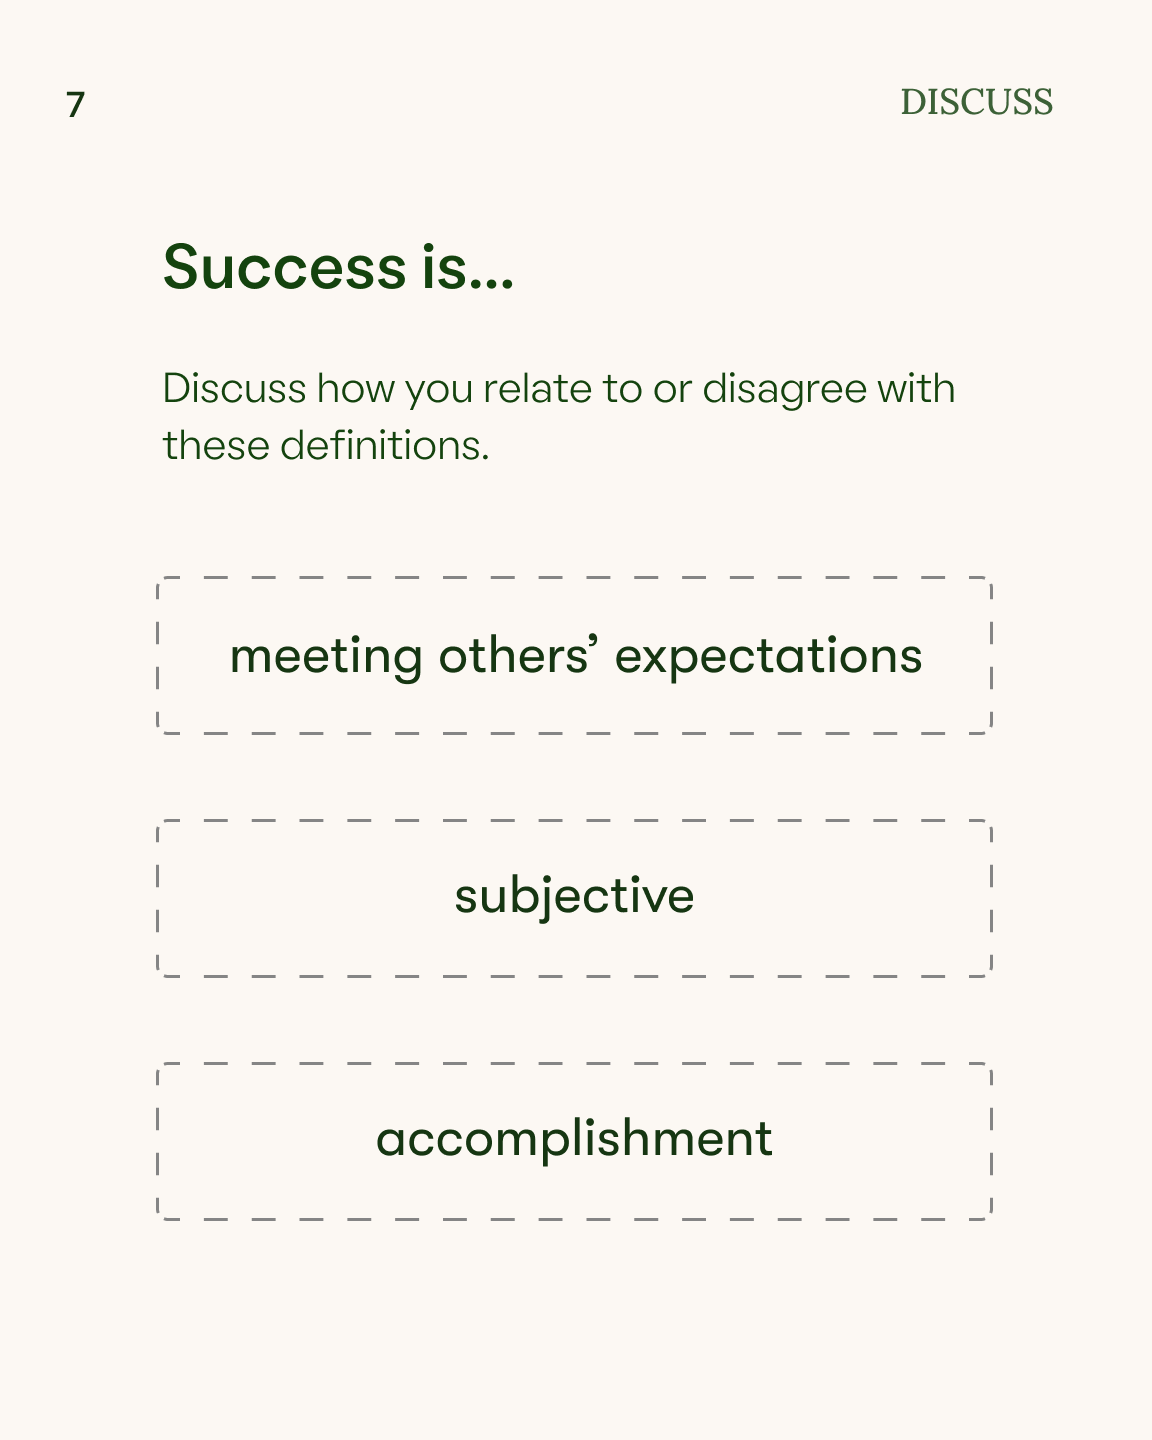 7
DISCUSS
Success is...
Discuss how you relate to or disagree with
these definitions.
meeting others’ expectations
subjective
accomplishment